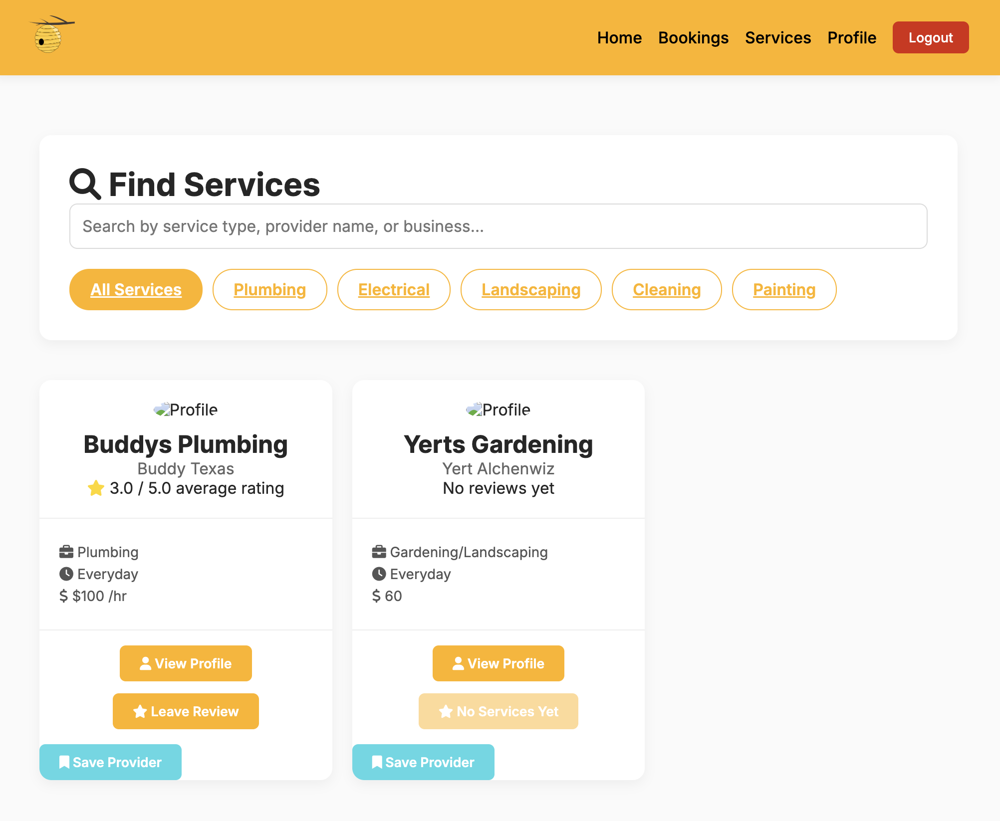 Home Bookings Services Profile Logout
Find Services
Search by service type, provider name, or business...
All Services Plumbing Electrical Landscaping Cleaning Painting
Profile
Buddys Plumbing
Buddy Texas
3.0 / 5.0 average rating
Plumbing
Everyday
$ $100 /hr
View Profile
Leave Review
Save Provider
Profile
Yerts Gardening
Yert Alchenwiz
No reviews yet
Gardening/Landscaping
Everyday
$ 60
View Profile
No Services Yet
Save Provider